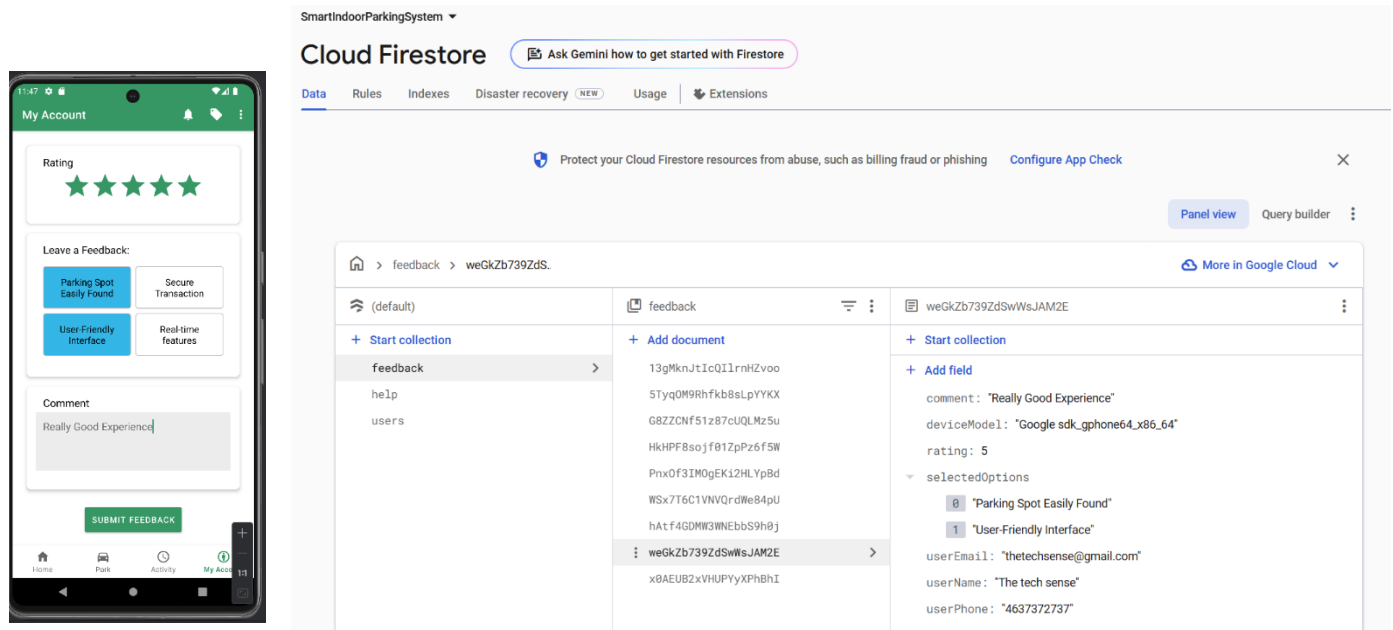 11:47
My Account
Rating
Leave a Feedback:
Parking Spot
Easily Found
Secure
Transaction
User-Friendly
Interface
Real-time
features
Comment
Really Good Experience
SUBMIT FEEDBACK
Home
Park
Activity
My Acco
1:1
SmartIndoorParkingSystem
Cloud Firestore
Ask Gemini how to get started with Firestore
Data Rules Indexes Disaster recovery NEW Usage Extensions
Protect your Cloud Firestore resources from abuse, such as billing fraud or phishing Configure App Check
Panel view Query builder
feedback > weGkZb739ZdS..
More in Google Cloud
(default)
+ Start collection
feedback
help
users
feedback
+ Add document
13gMknJtIcQIlrnHZvoo
5TyqOM9Rhfkb8sLpYYKX
G8ZZCNf51z87cUQLMz5u
HkHPF8sojf01ZpPz6f5W
PnxOf3IMOgEKi2HLYpBd
WSx7T6C1VNVQrdWe84pU
hAtf4GDMW3WNEbbS9h0j
weGkZb739ZdSwWsJAM2E
x0AEUB2xVHUPYyXPhBhI
weGkZb739ZdSwWsJAM2E
+ Start collection
+ Add field
comment: "Really Good Experience"
deviceModel: "Google sdk_gphone64_x86_64"
rating: 5
selectedOptions
0 "Parking Spot Easily Found"
1 "User-Friendly Interface"
userEmail: "thetechsense@gmail.com"
userName: "The tech sense"
userPhone: "4637372737"